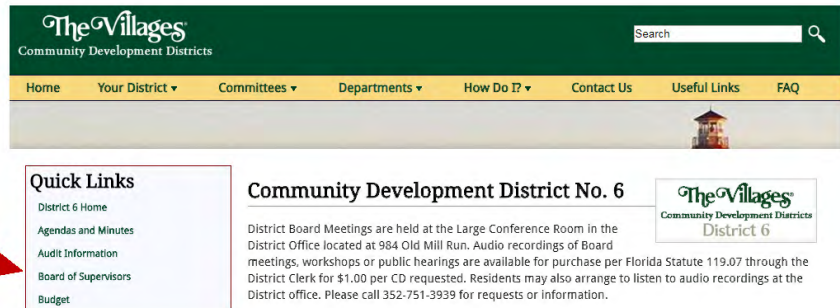 The Villages®
Community Development Districts
Search
Home Your District ▾ Committees ▾ Departments ▾ How Do I? ▾ Contact Us Useful Links FAQ
Quick Links
District 6 Home
Agendas and Minutes
Audit Information
Board of Supervisors
Budget
Community Development District No. 6
The Villages®
Community Development Districts
District 6
District Board Meetings are held at the Large Conference Room in the
District Office located at 984 Old Mill Run. Audio recordings of Board
meetings, workshops or public hearings are available for purchase per Florida Statute 119.07 through the
District Clerk for $1.00 per CD requested. Residents may also arrange to listen to audio recordings at the
District office. Please call 352-751-3939 for requests or information.